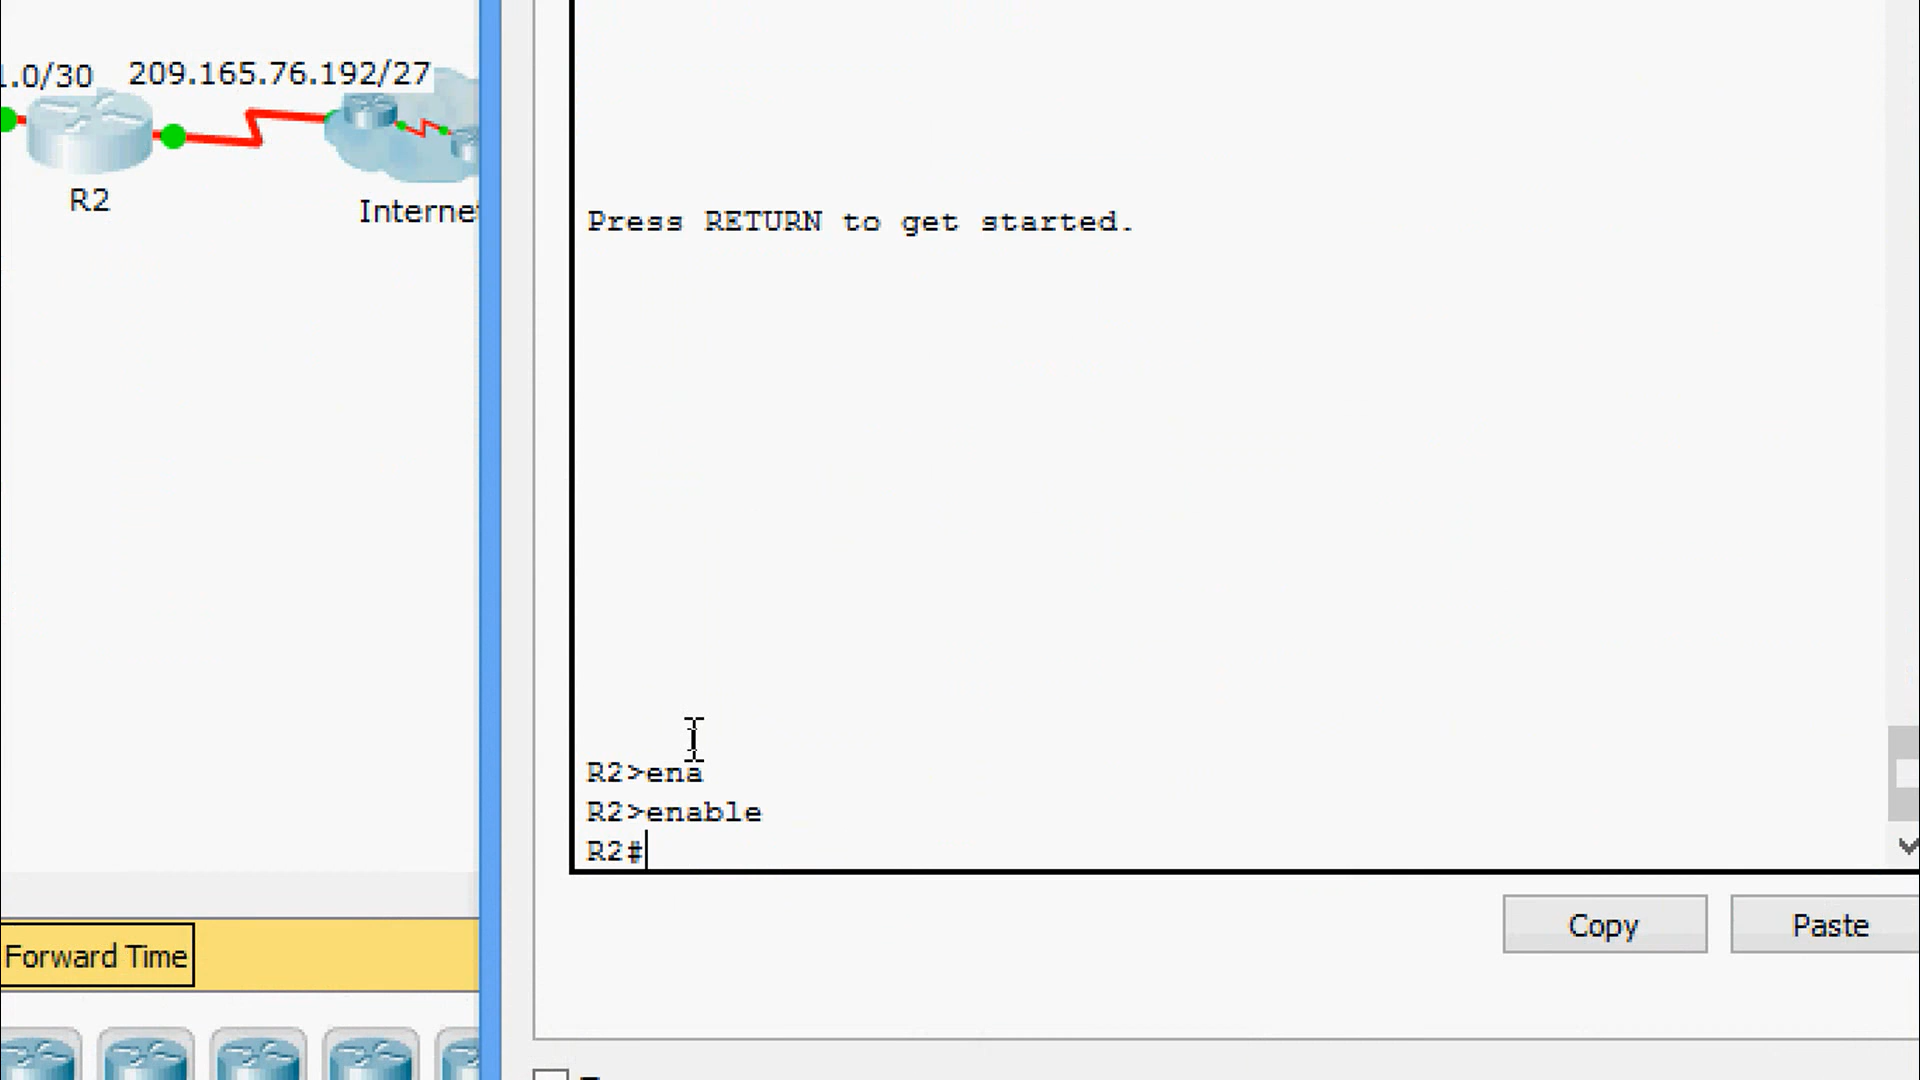 1.0/30
209.165.76.192/27
R2
Interne
Press RETURN to get started.
R2>ena
R2>enable
R2#
Copy
Paste
Forward Time